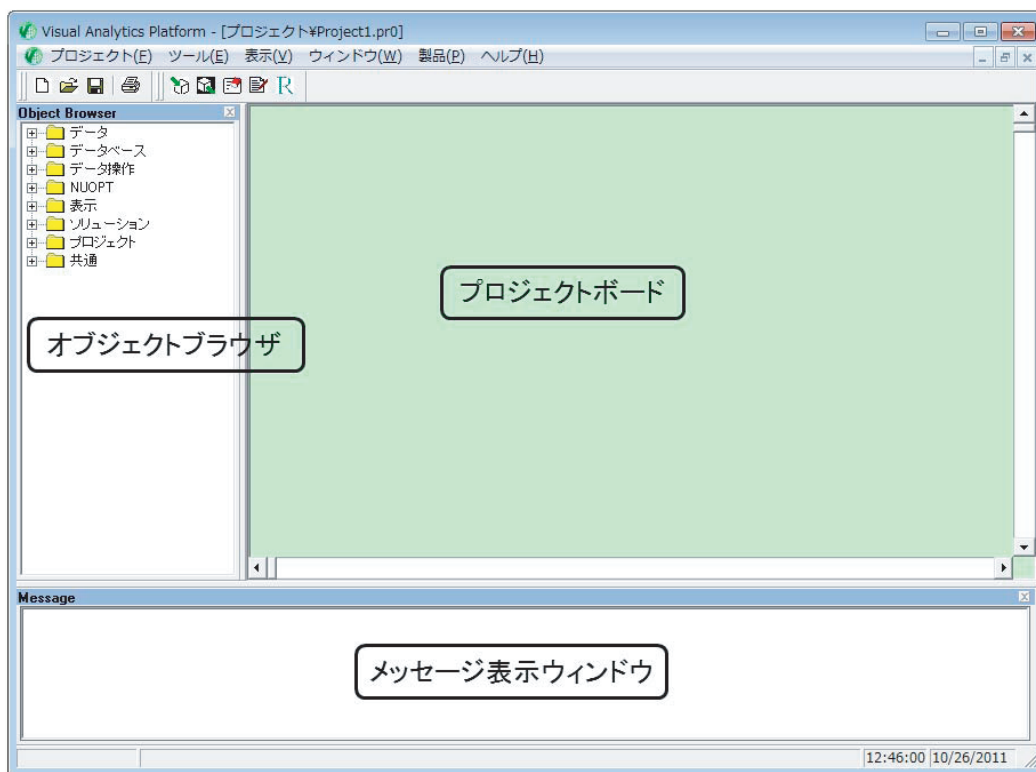 Visual Analytics Platform - [プロジェクト¥Project1.pr0]
プロジェクト(F) ツール(E) 表示(V) ウィンドウ(W) 製品(P) ヘルプ(H)
R
Object Browser
データ
データベース
データ操作
NUOPT
表示
ソリューション
プロジェクト
共通
プロジェクトボード
オブジェクトブラウザ
Message
メッセージ表示ウィンドウ
12:46:00 10/26/2011